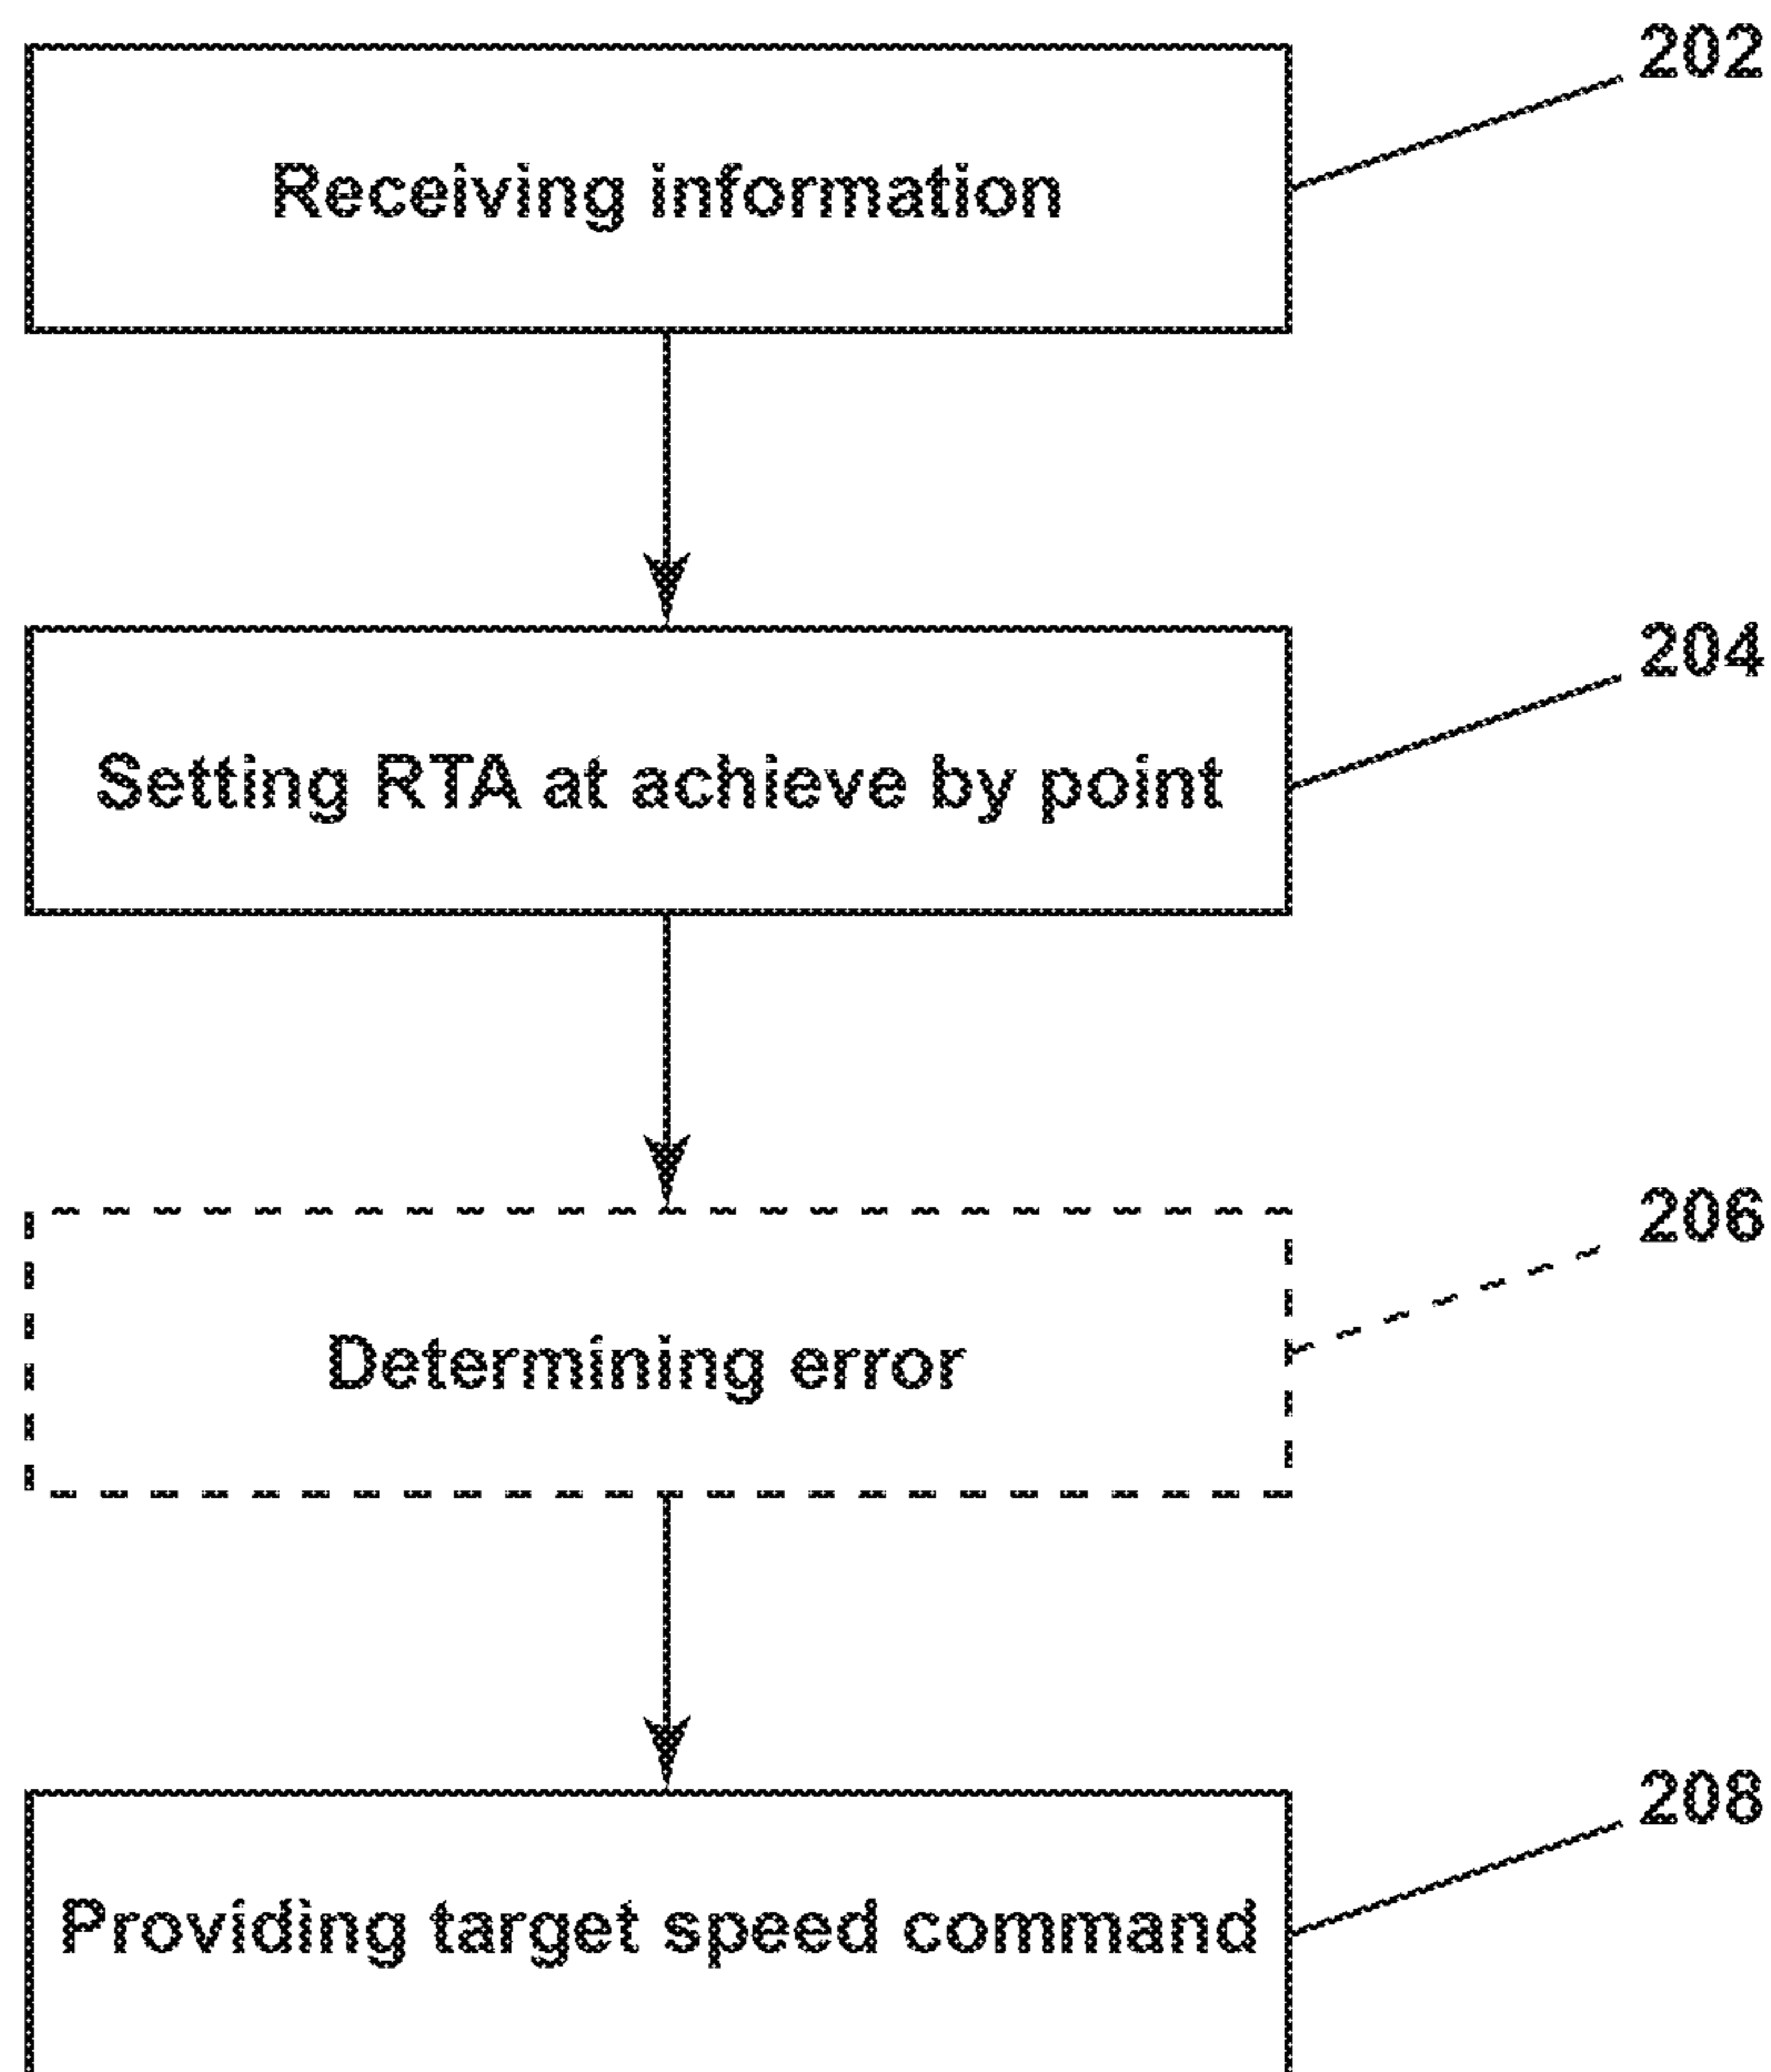 202
Receiving information
204
Setting RTA at achieve by point
206
Determining error
208
Providing target speed command